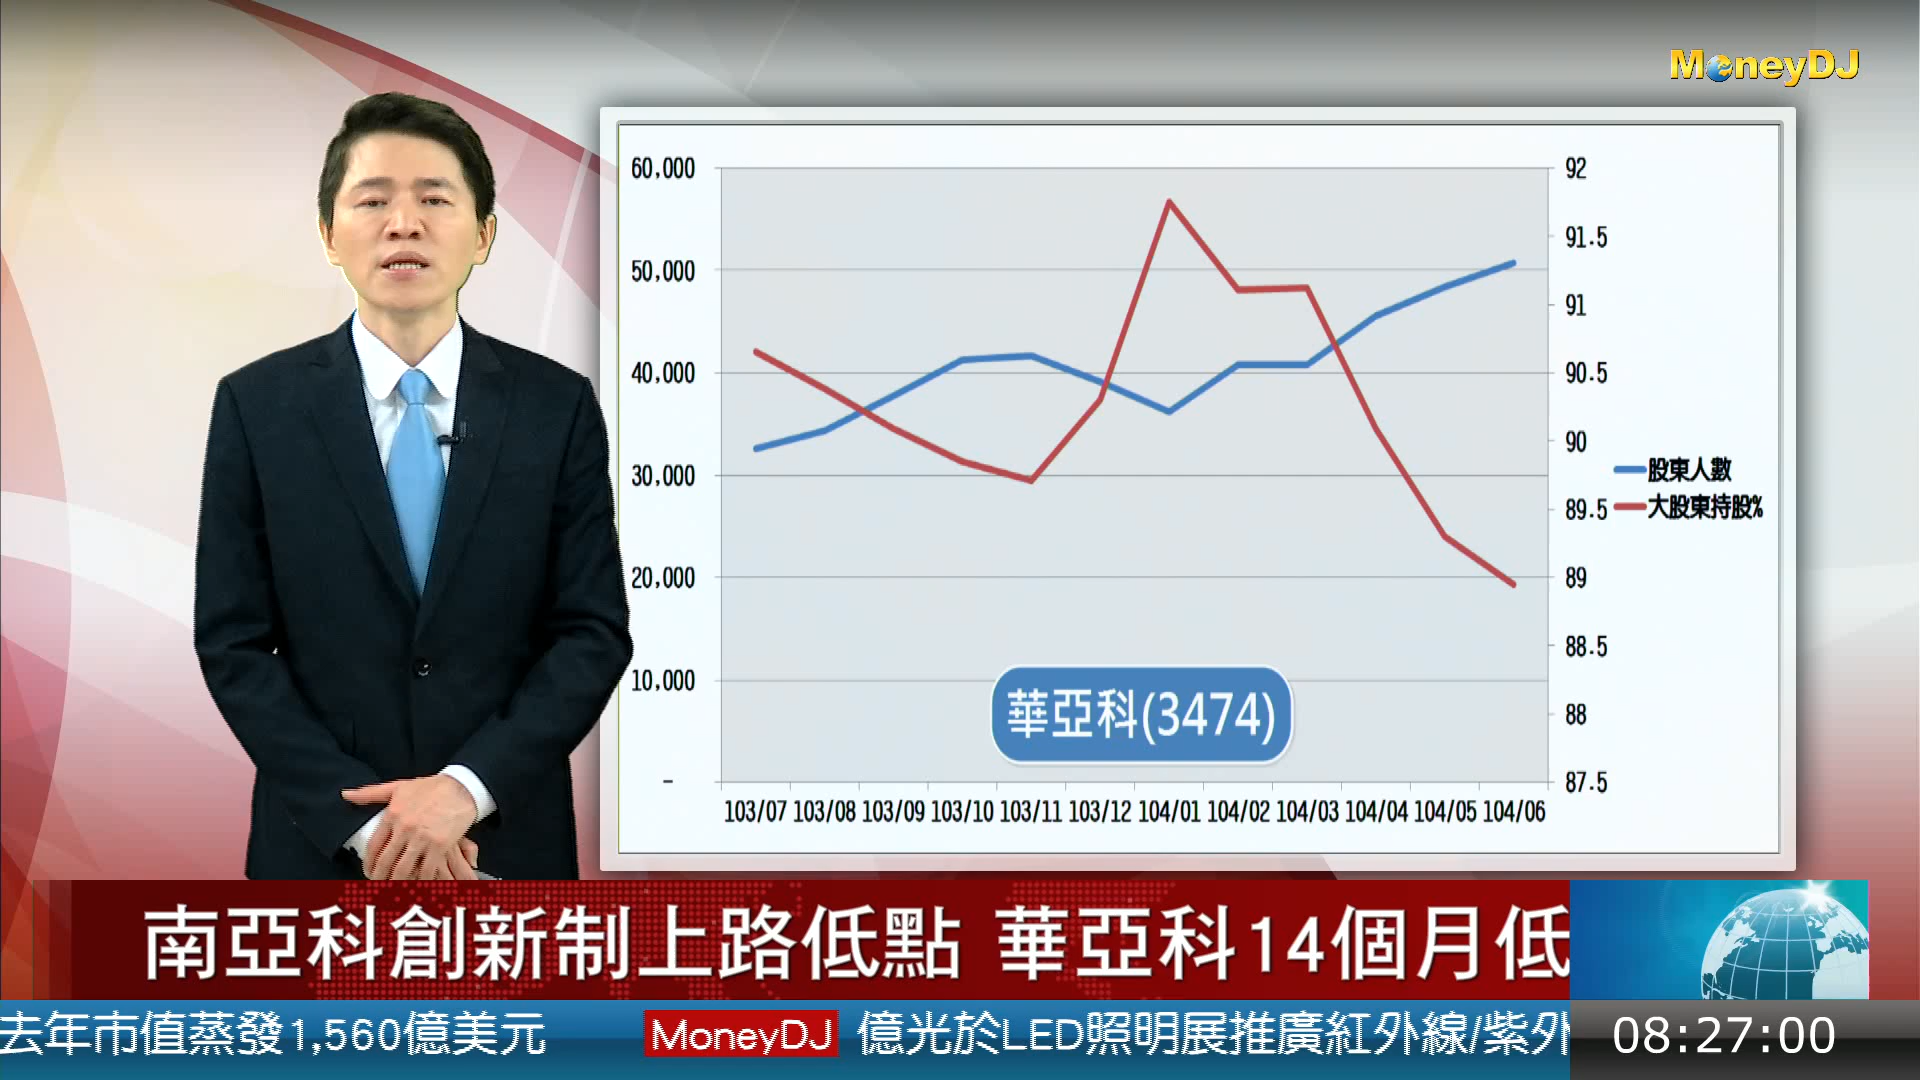 MoneyDJ
60,000
50,000
40,000
30,000
20,000
10,000
-
92
91.5
91
90.5
90
89.5
89
88.5
88
87.5
股東人數
大股東持股%
華亞科(3474)
103/07 103/08 103/09 103/10 103/11 103/12 104/01 104/02 104/03 104/04 104/05 104/06
南亞科創新制上路低點 華亞科14個月低
去年市值蒸發1,560億美元 MoneyDJ 億光於LED照明展推廣紅外線/紫外
08:27:00